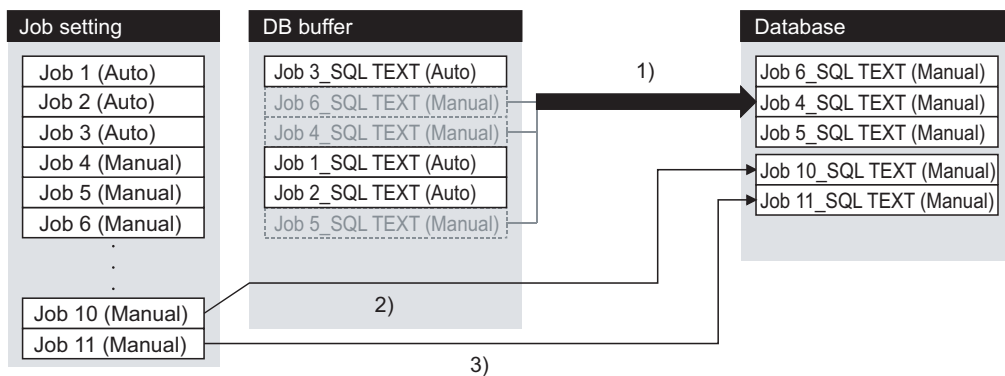 Job setting
Job 1 (Auto)
Job 2 (Auto)
Job 3 (Auto)
Job 4 (Manual)
Job 5 (Manual)
Job 6 (Manual)
.
.
.
Job 10 (Manual)
Job 11 (Manual)
DB buffer
Job 3_SQL TEXT (Auto)
Job 6_SQL TEXT (Manual)
Job 4_SQL TEXT (Manual)
Job 1_SQL TEXT (Auto)
Job 2_SQL TEXT (Auto)
Job 5_SQL TEXT (Manual)
1)
2)
3)
Database
Job 6_SQL TEXT (Manual)
Job 4_SQL TEXT (Manual)
Job 5_SQL TEXT (Manual)
Job 10_SQL TEXT (Manual)
Job 11_SQL TEXT (Manual)